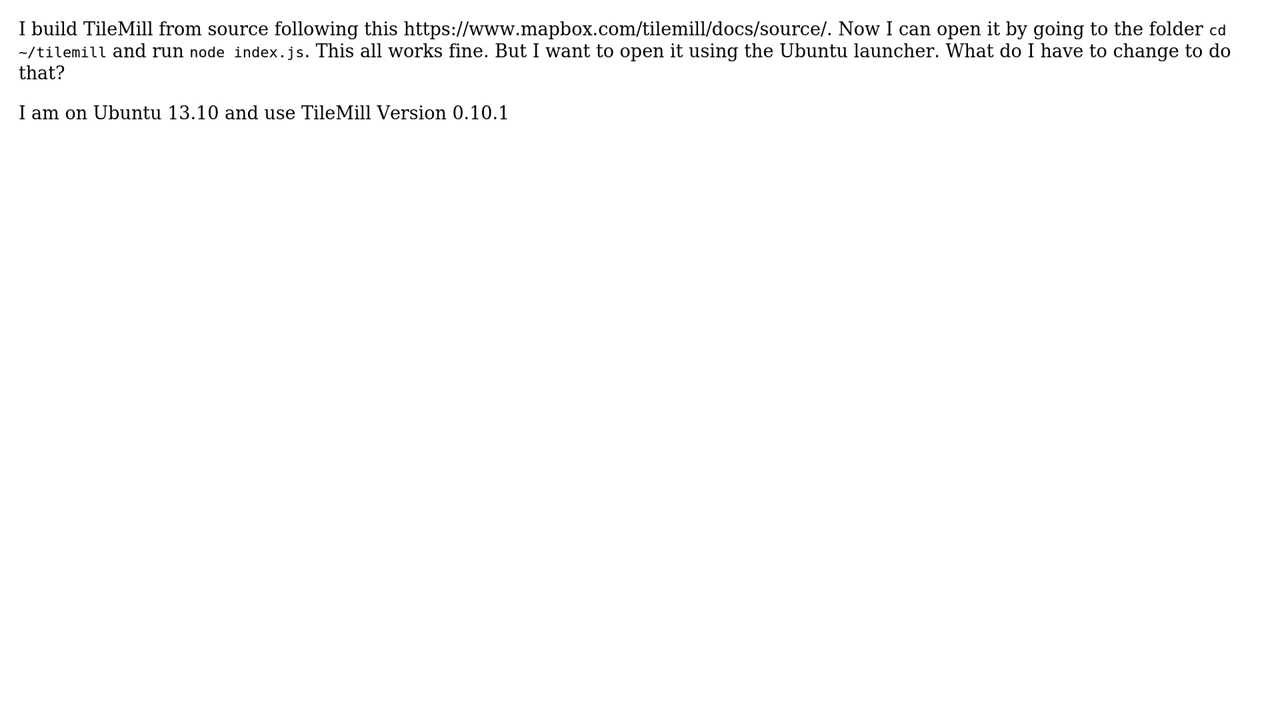 I build TileMill from source following this https://www.mapbox.com/tilemill/docs/source/. Now I can open it by going to the folder cd
~/tilemill and run node index.js. This all works fine. But I want to open it using the Ubuntu launcher. What do I have to change to do
that?
I am on Ubuntu 13.10 and use TileMill Version 0.10.1